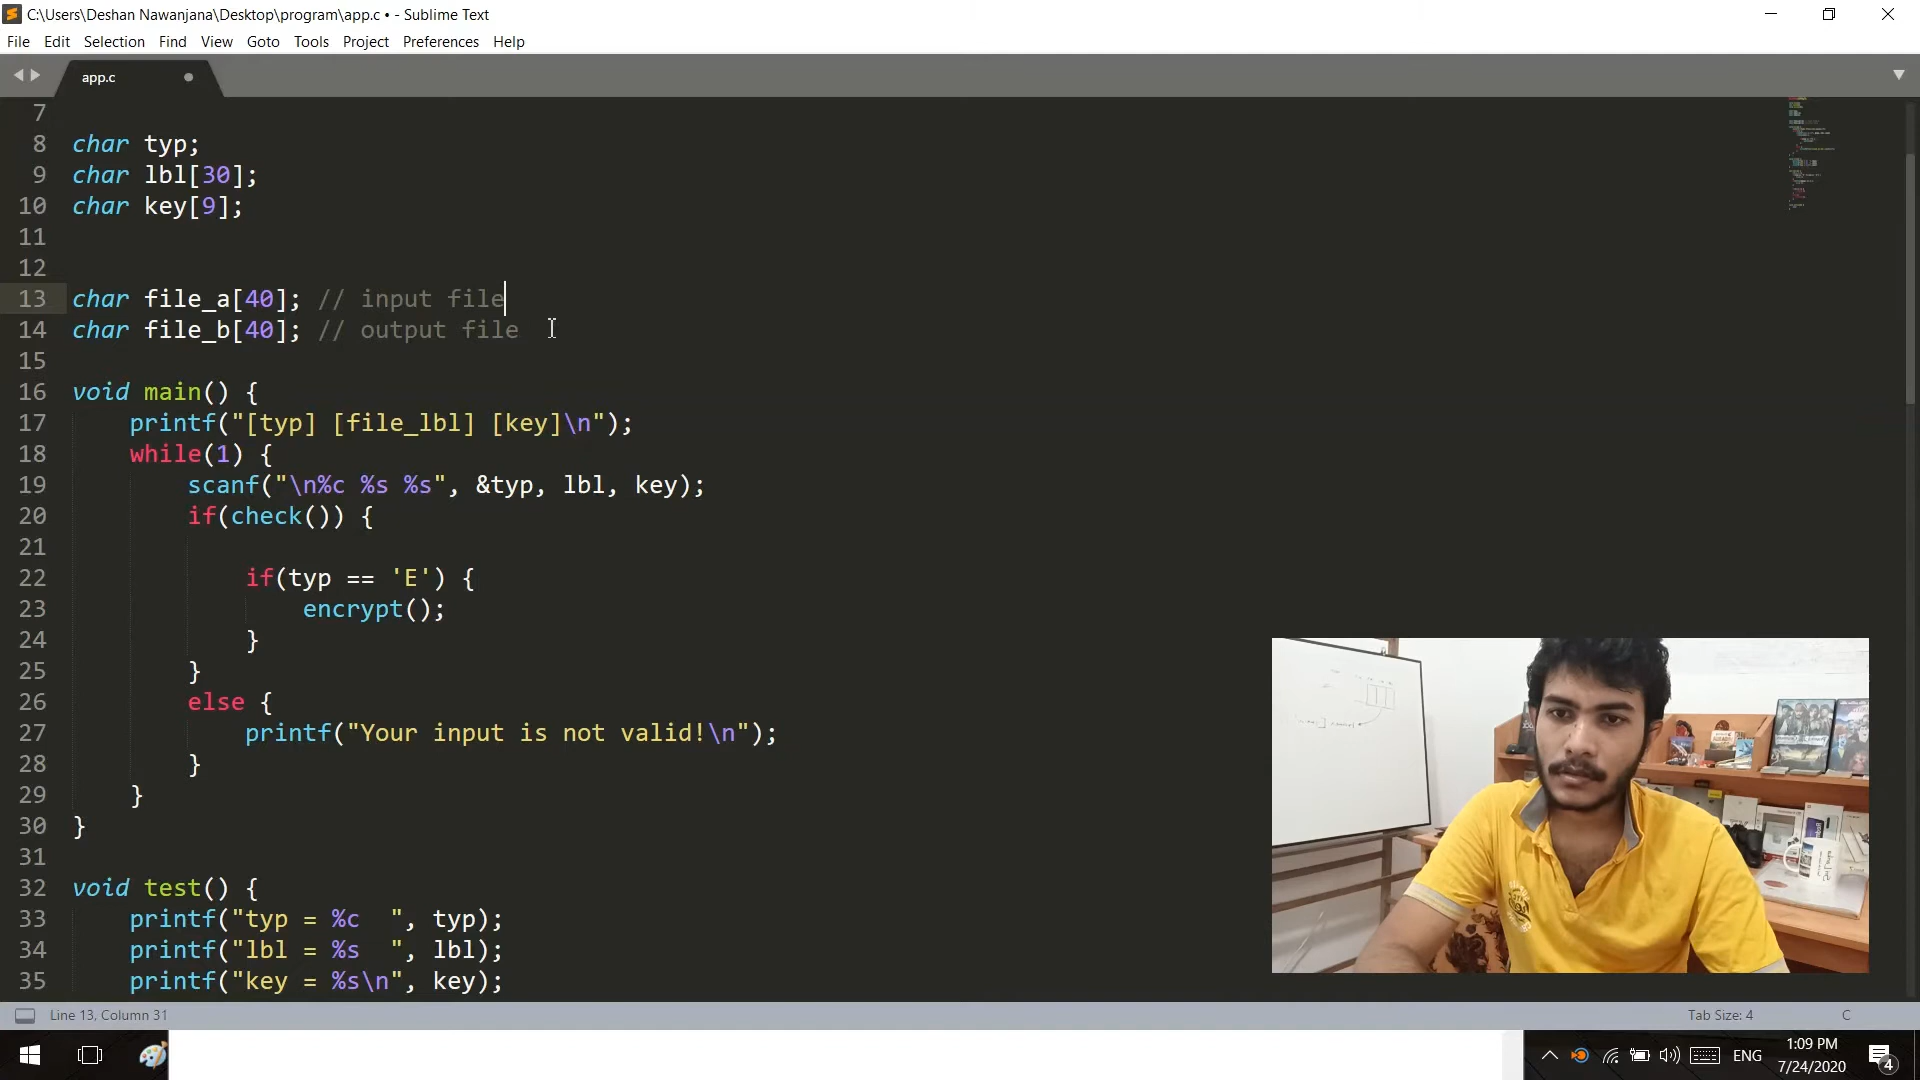 C:\Users\Deshan Nawanjana\Desktop\program\app.c • - Sublime Text
File Edit Selection Find View Goto Tools Project Preferences Help
app.c
7
8 char typ;
9 char lbl[30];
10 char key[9];
11
12
13 char file_a[40]; // input file
14 char file_b[40]; // output file
15
16 void main() {
17 printf("[typ] [file_lbl] [key]\n");
18 while(1) {
19 scanf("\n%c %s %s", &typ, lbl, key);
20 if(check()) {
21
22 if(typ == 'E') {
23 encrypt();
24 }
25 }
26 else {
27 printf("Your input is not valid!\n");
28 }
29 }
30 }
31
32 void test() {
33 printf("typ = %c  ", typ);
34 printf("lbl = %s  ", lbl);
35 printf("key = %s\n", key);
Line 13, Column 31 Tab Size: 4 C
ENG 1:09 PM 7/24/2020 4